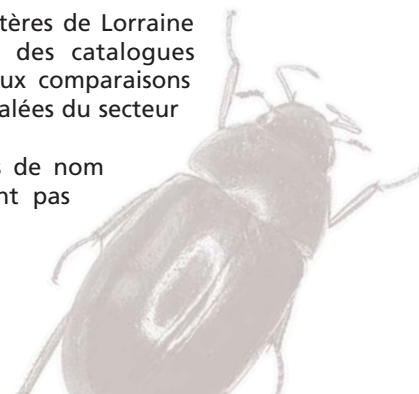 tères de Lorraine
des catalogues
ux comparaisons
alées du secteur
de nom
nt pas